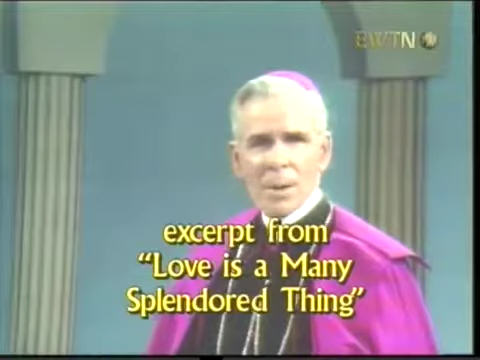 EWTN
excerpt from
“Love is a Many
Splendored Thing”